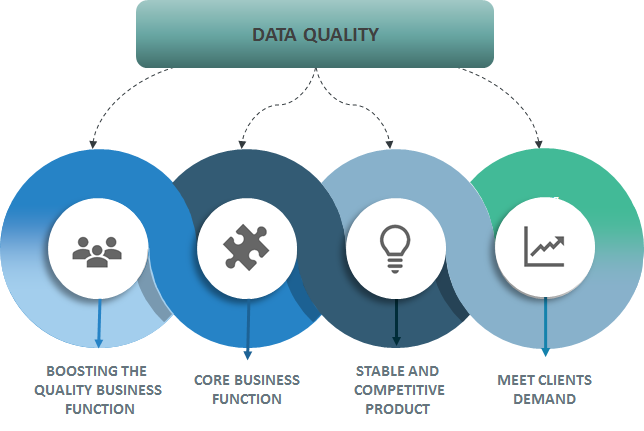 DATA QUALITY
BOOSTING THE
QUALITY BUSINESS
FUNCTION
CORE BUSINESS
FUNCTION
STABLE AND
COMPETITIVE
PRODUCT
MEET CLIENTS
DEMAND